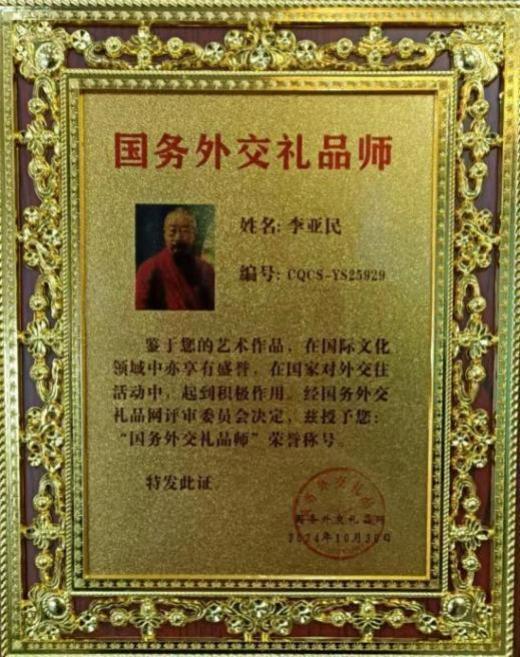 国务外交礼品师
姓名: 李亚民
编号: CQCS-YS25929
鉴于您的艺术作品，在国际文化
领域中亦享有盛誉，在国家对外交往
活动中，起到积极作用。经国务外交
礼品网评审委员会决定，兹授予您：
“国务外交礼品师”荣誉称号。
特发此证
国务外交礼品网
2024年10月30日